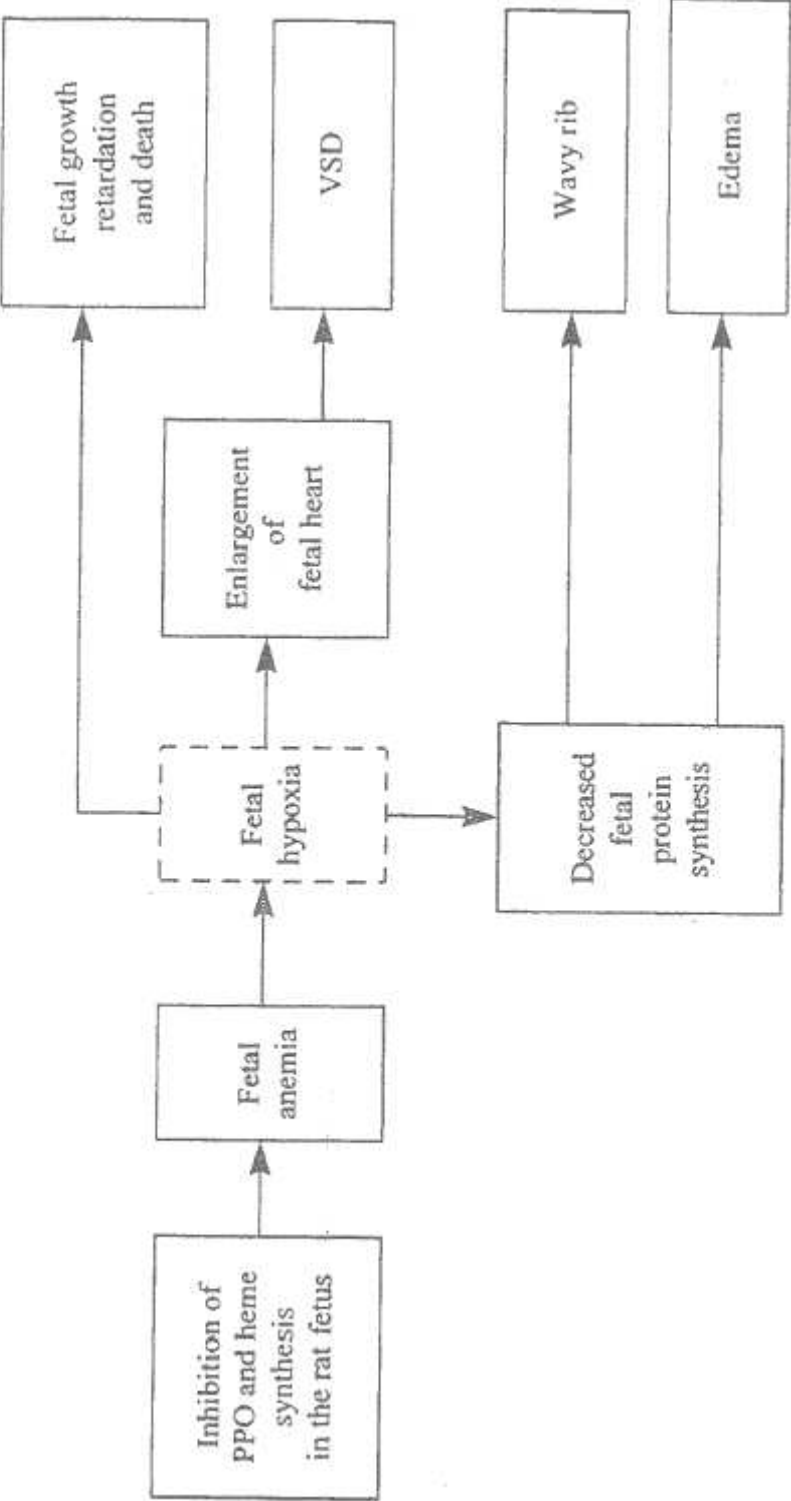 Inhibition of
PPO and heme
synthesis
in the rat fetus
Fetal
anemia
Fetal
hypoxia
Fetal growth
retardation
and death
Enlargement
of
fetal heart
VSD
Decreased
fetal
protein
synthesis
Wavy rib
Edema